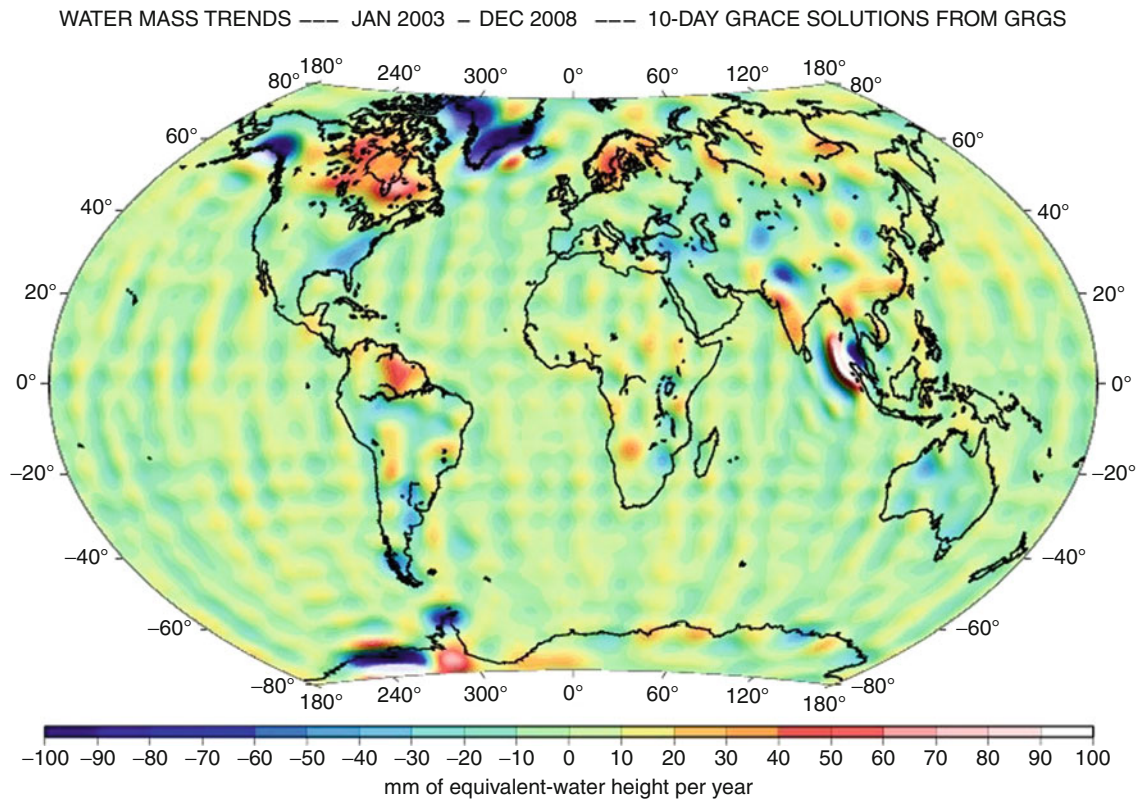 WATER MASS TRENDS −−− JAN 2003 − DEC 2008 −−− 10-DAY GRACE SOLUTIONS FROM GRGS
180° 240° 300° 0° 60° 120° 180°
80° 80°
60° 60°
40° 40°
20° 20°
0° 0°
−20° −20°
−40° −40°
−60° −60°
−80° −80°
180° 240° 300° 0° 60° 120° 180°
−100 −90 −80 −70 −60 −50 −40 −30 −20 −10 0 10 20 30 40 50 60 70 80 90 100
mm of equivalent-water height per year